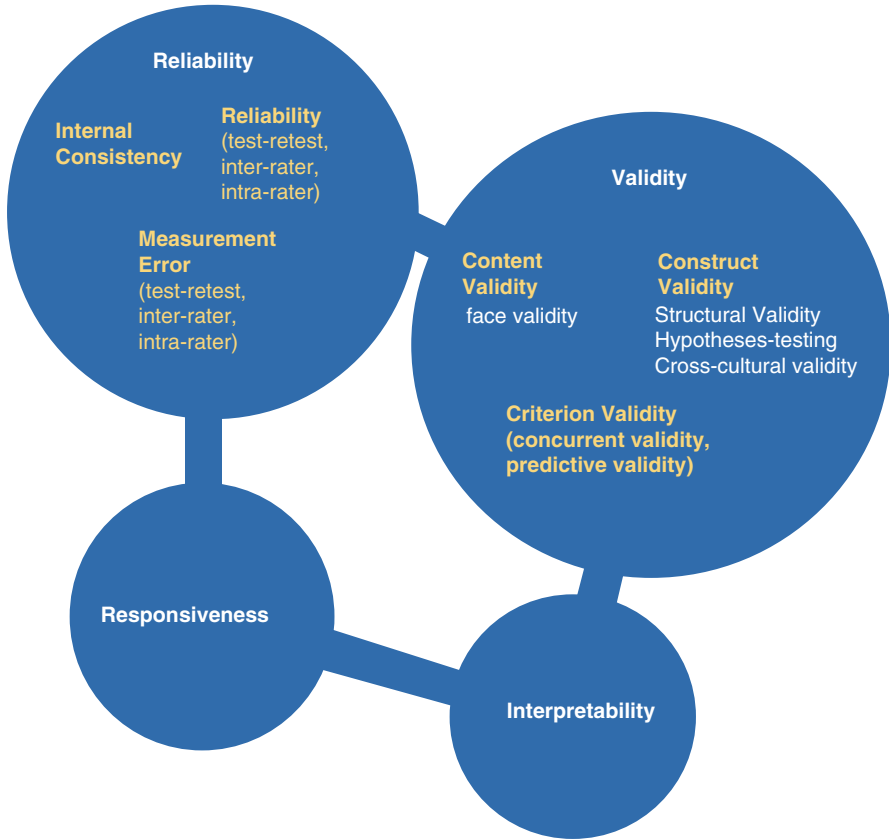 Reliability
Internal
Consistency
Reliability
(test-retest,
inter-rater,
intra-rater)
Measurement
Error
(test-retest,
inter-rater,
intra-rater)
Validity
Content
Validity
face validity
Construct
Validity
Structural Validity
Hypotheses-testing
Cross-cultural validity
Criterion Validity
(concurrent validity,
predictive validity)
Responsiveness
Interpretability